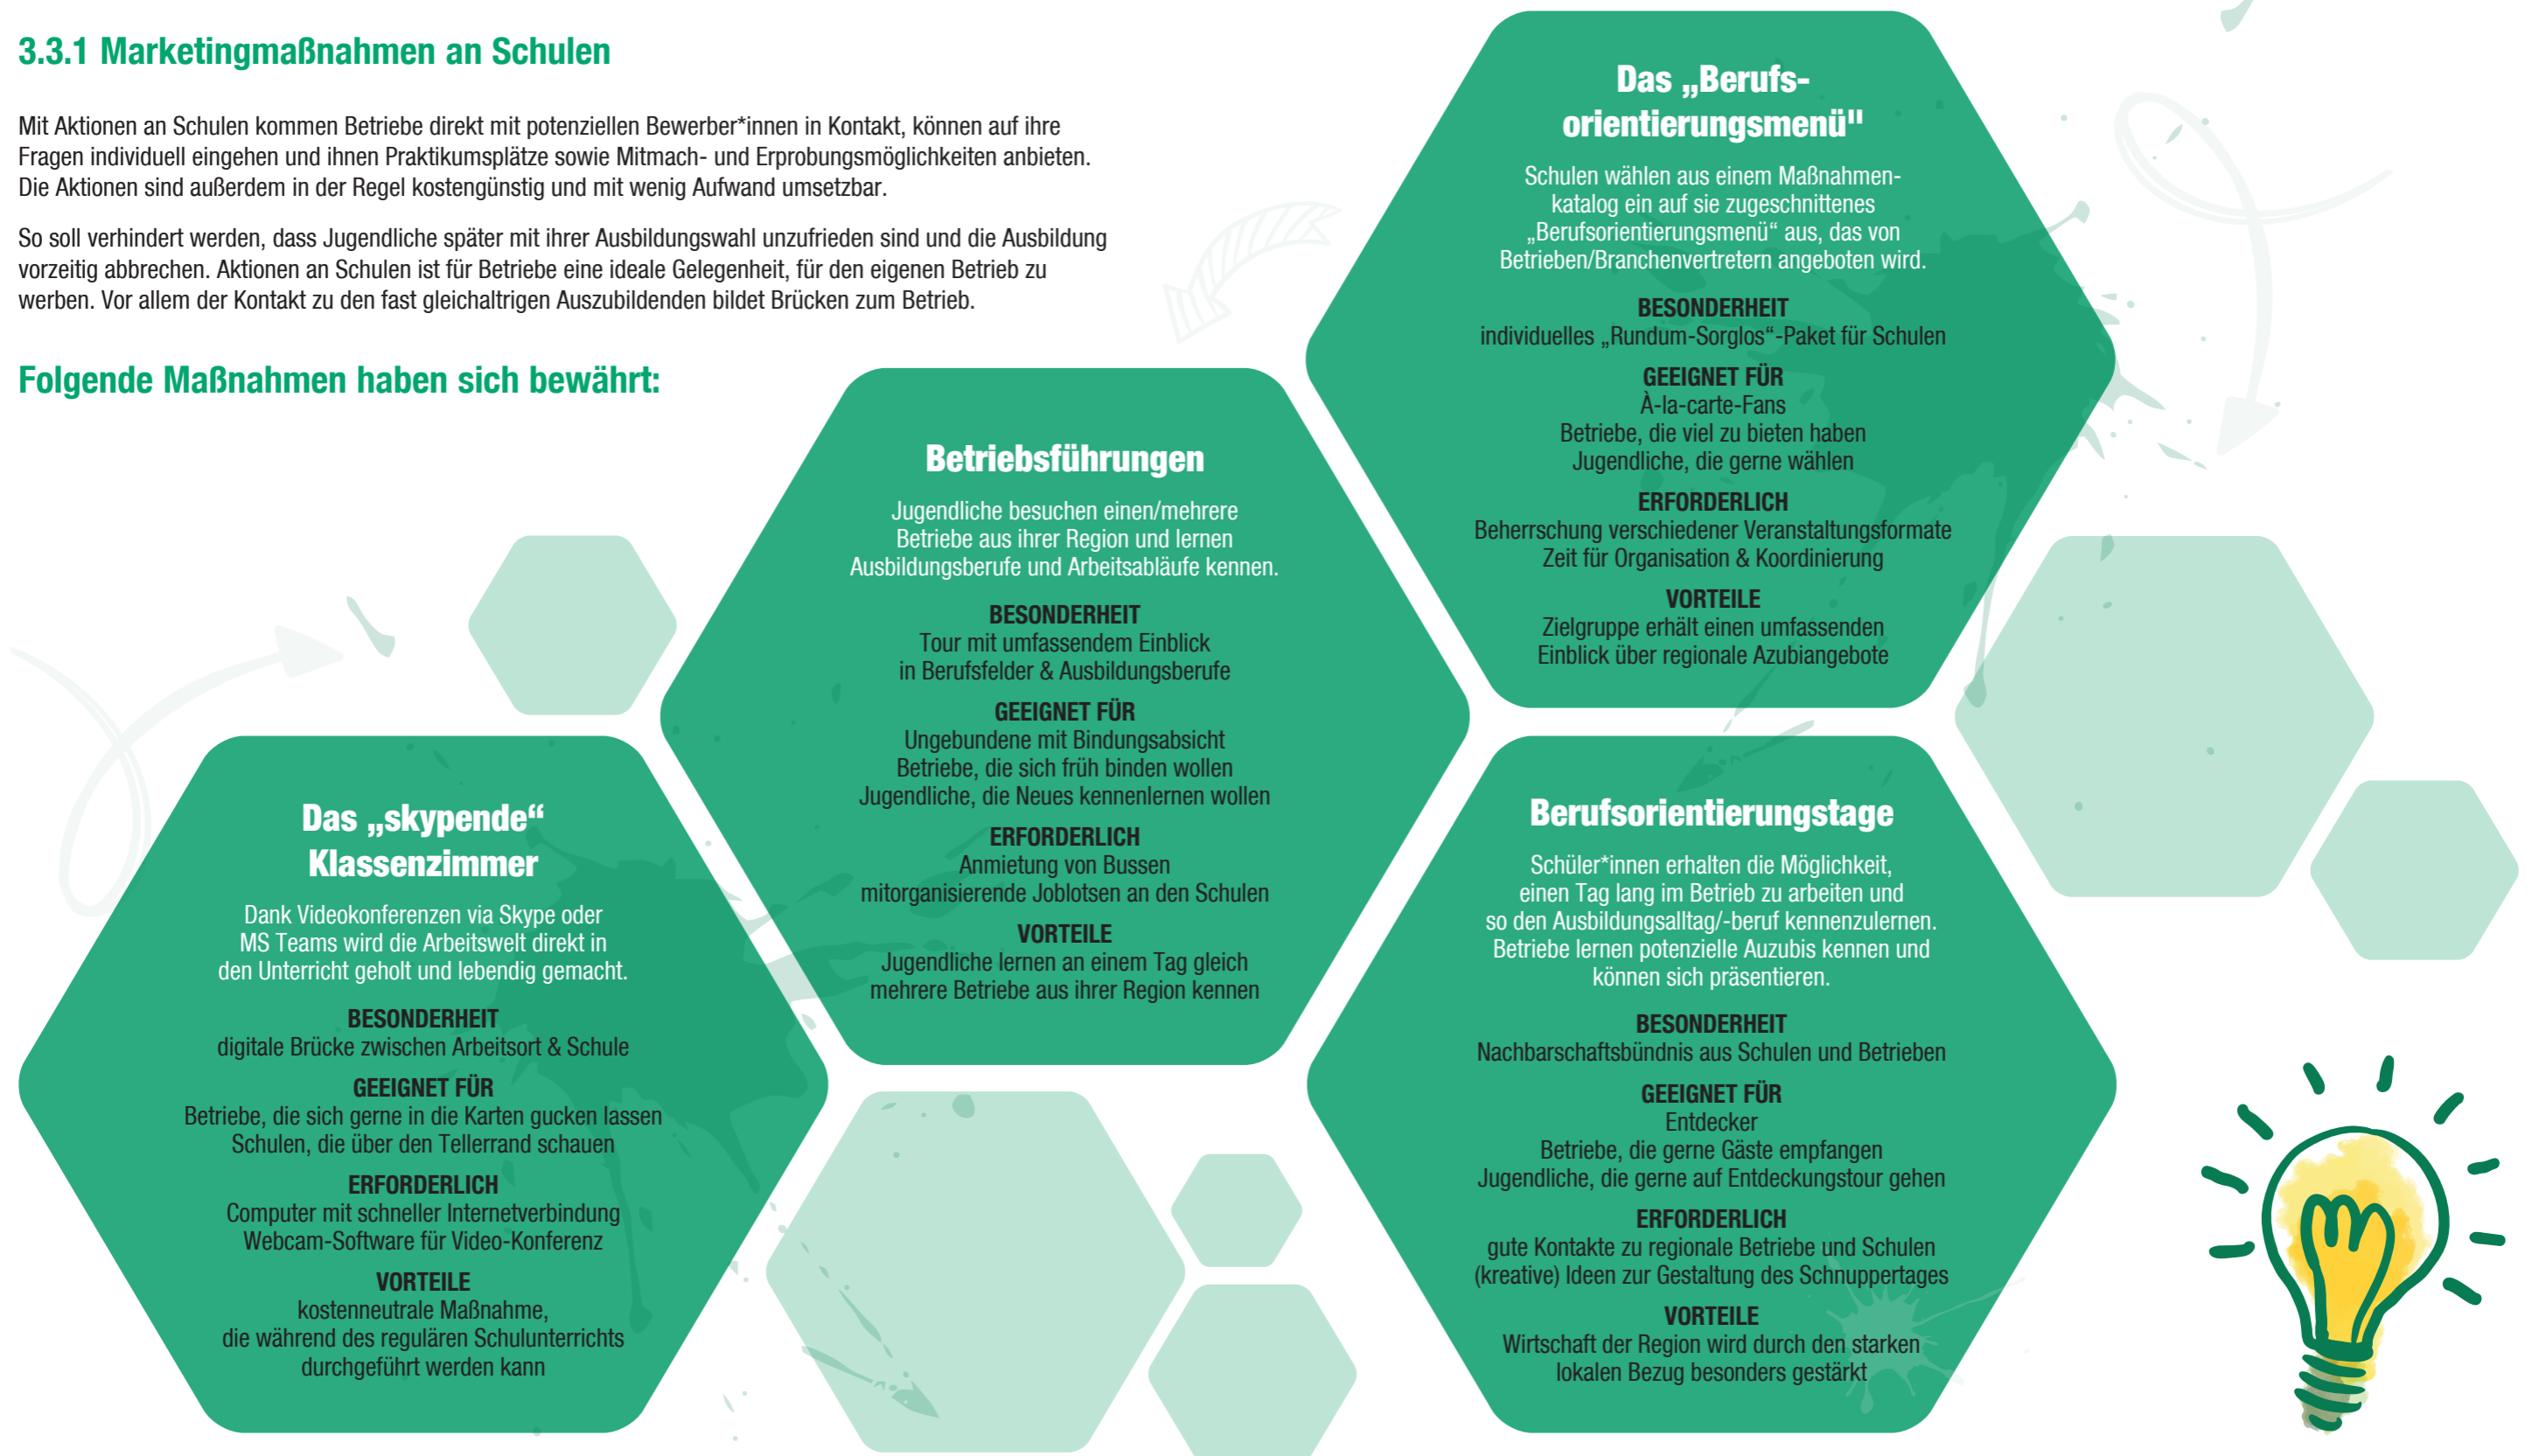 3.3.1 Marketingmaßnahmen an Schulen
Mit Aktionen an Schulen kommen Betriebe direkt mit potenziellen Bewerber*innen in Kontakt, können auf ihre
Fragen individuell eingehen und ihnen Praktikumsplätze sowie Mitmach- und Erprobungsmöglichkeiten anbieten.
Die Aktionen sind außerdem in der Regel kostengünstig und mit wenig Aufwand umsetzbar.
So soll verhindert werden, dass Jugendliche später mit ihrer Ausbildungswahl unzufrieden sind und die Ausbildung
vorzeitig abbrechen. Aktionen an Schulen ist für Betriebe eine ideale Gelegenheit, für den eigenen Betrieb zu
werben. Vor allem der Kontakt zu den fast gleichaltrigen Auszubildenden bildet Brücken zum Betrieb.
Folgende Maßnahmen haben sich bewährt:
Das „skypende“
Klassenzimmer
Dank Videokonferenzen via Skype oder
MS Teams wird die Arbeitswelt direkt in
den Unterricht geholt und lebendig gemacht.
BESONDERHEIT
digitale Brücke zwischen Arbeitsort & Schule
GEEIGNET FÜR
Betriebe, die sich gerne in die Karten gucken lassen
Schulen, die über den Tellerrand schauen
ERFORDERLICH
Computer mit schneller Internetverbindung
Webcam-Software für Video-Konferenz
VORTEILE
kostenneutrale Maßnahme,
die während des regulären Schulunterrichts
durchgeführt werden kann
Betriebsführungen
Jugendliche besuchen einen/mehrere
Betriebe aus ihrer Region und lernen
Ausbildungsberufe und Arbeitsabläufe kennen.
BESONDERHEIT
Tour mit umfassendem Einblick
in Berufsfelder & Ausbildungsberufe
GEEIGNET FÜR
Ungebundene mit Bindungsabsicht
Betriebe, die sich früh binden wollen
Jugendliche, die Neues kennenlernen wollen
ERFORDERLICH
Anmietung von Bussen
mitorganisierende Joblotsen an den Schulen
VORTEILE
Jugendliche lernen an einem Tag gleich
mehrere Betriebe aus ihrer Region kennen
Das „Berufs-
orientierungsmenü"
Schulen wählen aus einem Maßnahmen-
katalog ein auf sie zugeschnittenes
„Berufsorientierungsmenü“ aus, das von
Betrieben/Branchenvertretern angeboten wird.
BESONDERHEIT
individuelles „Rundum-Sorglos“-Paket für Schulen
GEEIGNET FÜR
À-la-carte-Fans
Betriebe, die viel zu bieten haben
Jugendliche, die gerne wählen
ERFORDERLICH
Beherrschung verschiedener Veranstaltungsformate
Zeit für Organisation & Koordinierung
VORTEILE
Zielgruppe erhält einen umfassenden
Einblick über regionale Azubiangebote
Berufsorientierungstage
Schüler*innen erhalten die Möglichkeit,
einen Tag lang im Betrieb zu arbeiten und
so den Ausbildungsalltag/-beruf kennenzulernen.
Betriebe lernen potenzielle Auzubis kennen und
können sich präsentieren.
BESONDERHEIT
Nachbarschaftsbündnis aus Schulen und Betrieben
GEEIGNET FÜR
Entdecker
Betriebe, die gerne Gäste empfangen
Jugendliche, die gerne auf Entdeckungstour gehen
ERFORDERLICH
gute Kontakte zu regionale Betriebe und Schulen
(kreative) Ideen zur Gestaltung des Schnuppertages
VORTEILE
Wirtschaft der Region wird durch den starken
lokalen Bezug besonders gestärkt